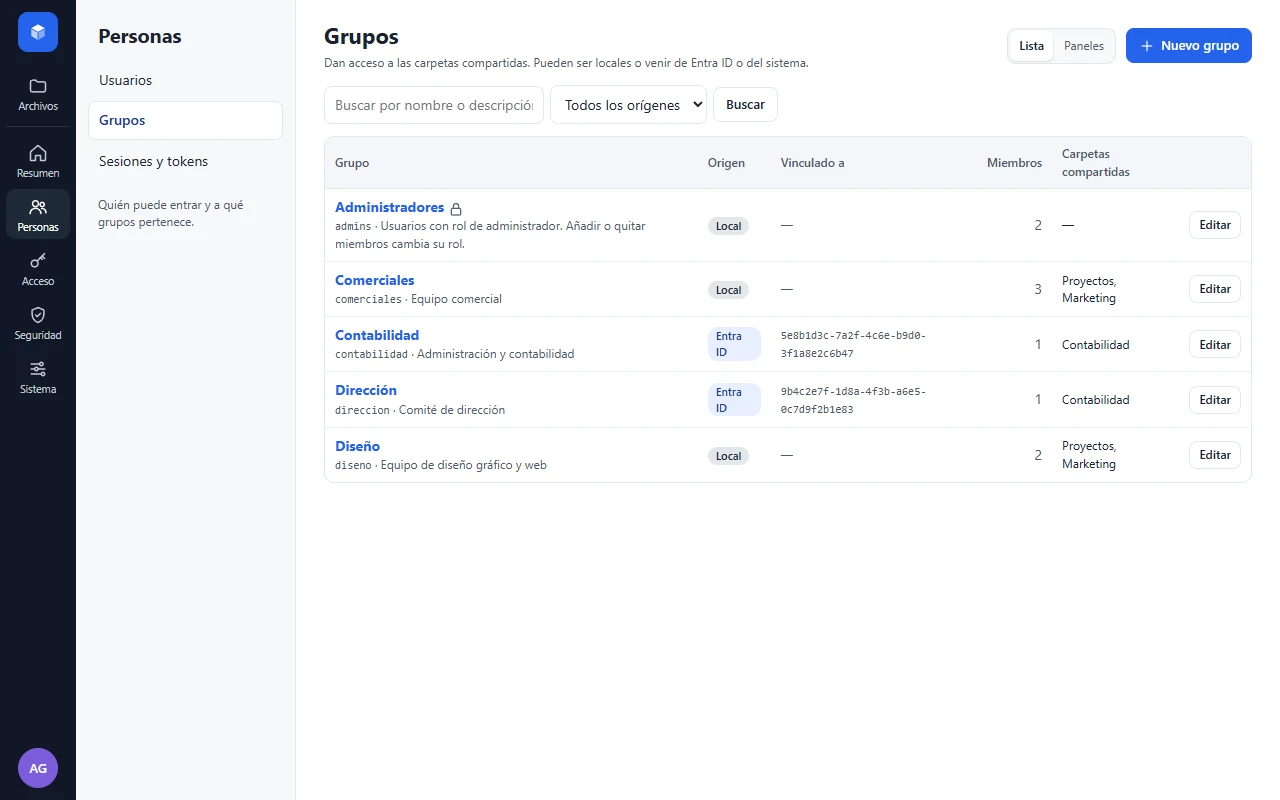 Archivos
Resumen
Personas
Acceso
Seguridad
Sistema
AG
Personas
Usuarios
Grupos
Sesiones y tokens
Quién puede entrar y a qué
grupos pertenece.
Grupos
Dan acceso a las carpetas compartidas. Pueden ser locales o venir de Entra ID o del sistema.
Lista
Paneles
Nuevo grupo
Buscar por nombre o descripción
Todos los orígenes
Buscar
Grupo
Origen
Vinculado a
Miembros
Carpetas
compartidas
Administradores
admins · Usuarios con rol de administrador. Añadir o quitar
miembros cambia su rol.
Local
—
2
—
Editar
Comerciales
comerciales · Equipo comercial
Local
—
3
Proyectos,
Marketing
Editar
Contabilidad
contabilidad · Administración y contabilidad
Entra
ID
5e8b1d3c-7a2f-4c6e-b9d0-
3f1a8e2c6b47
1
Contabilidad
Editar
Dirección
direccion · Comité de dirección
Entra
ID
9b4c2e7f-1d8a-4f3b-a6e5-
0c7d9f2b1e83
1
Contabilidad
Editar
Diseño
diseno · Equipo de diseño gráfico y web
Local
—
2
Proyectos,
Marketing
Editar